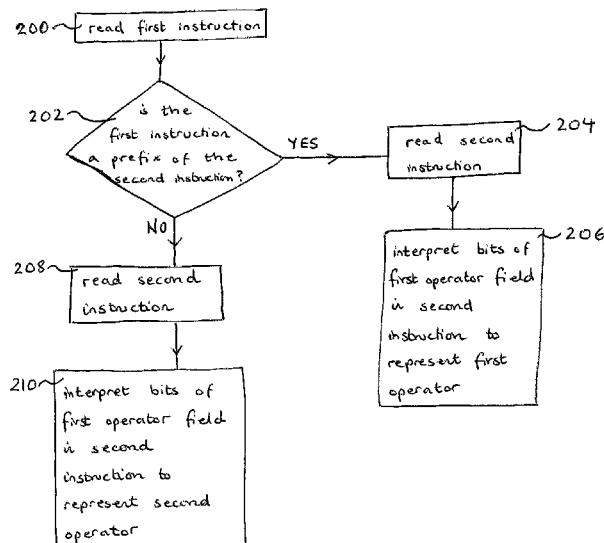 200
read first instruction
202
is the
first instruction
a prefix of the
second instruction?
YES
204
read second
instruction
206
interpret bits of
first operator field
in second
instruction to
represent first
operator
NO
208
read second
instruction
210
interpret bits of
first operator field
in second
instruction to
represent second
operator